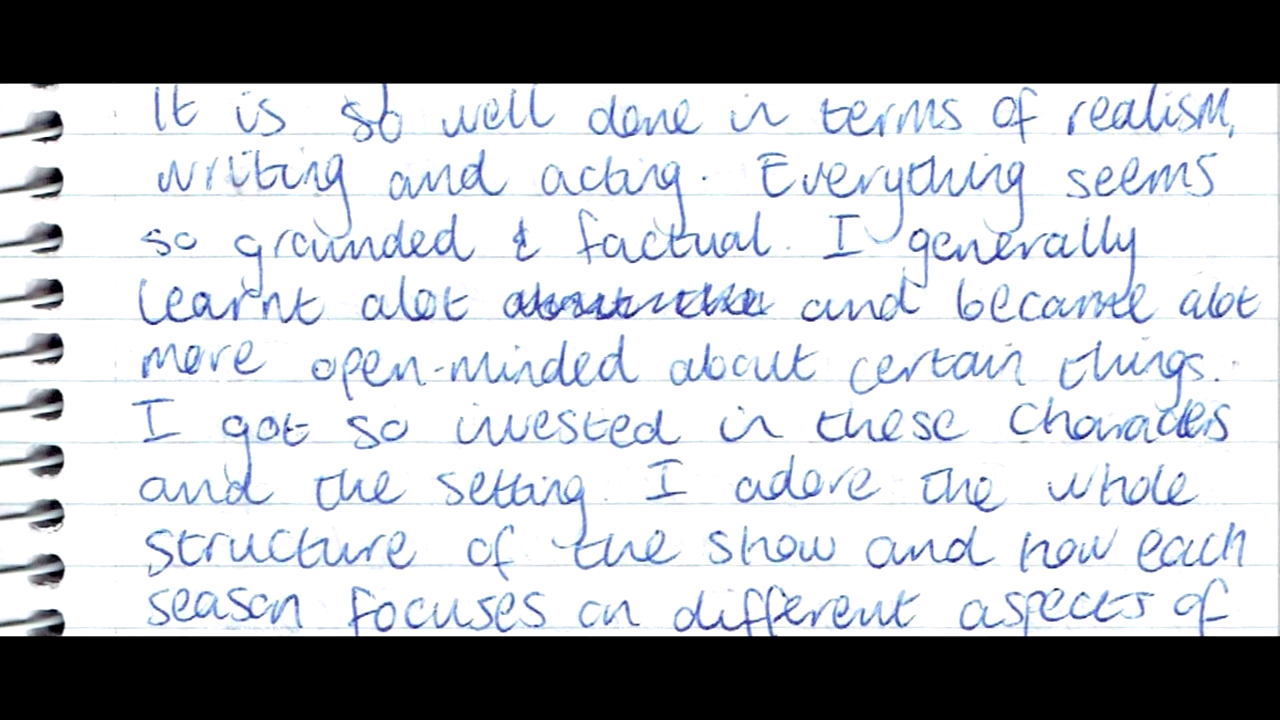 It is so well done in terms of realism,
writing and acting. Everything seems
so grounded & factual. I generally
learnt alot and became alot
more open-minded about certain things.
I got so invested in these characters
and the setting. I adore the whole
structure of the show and how each
season focuses on different aspects of